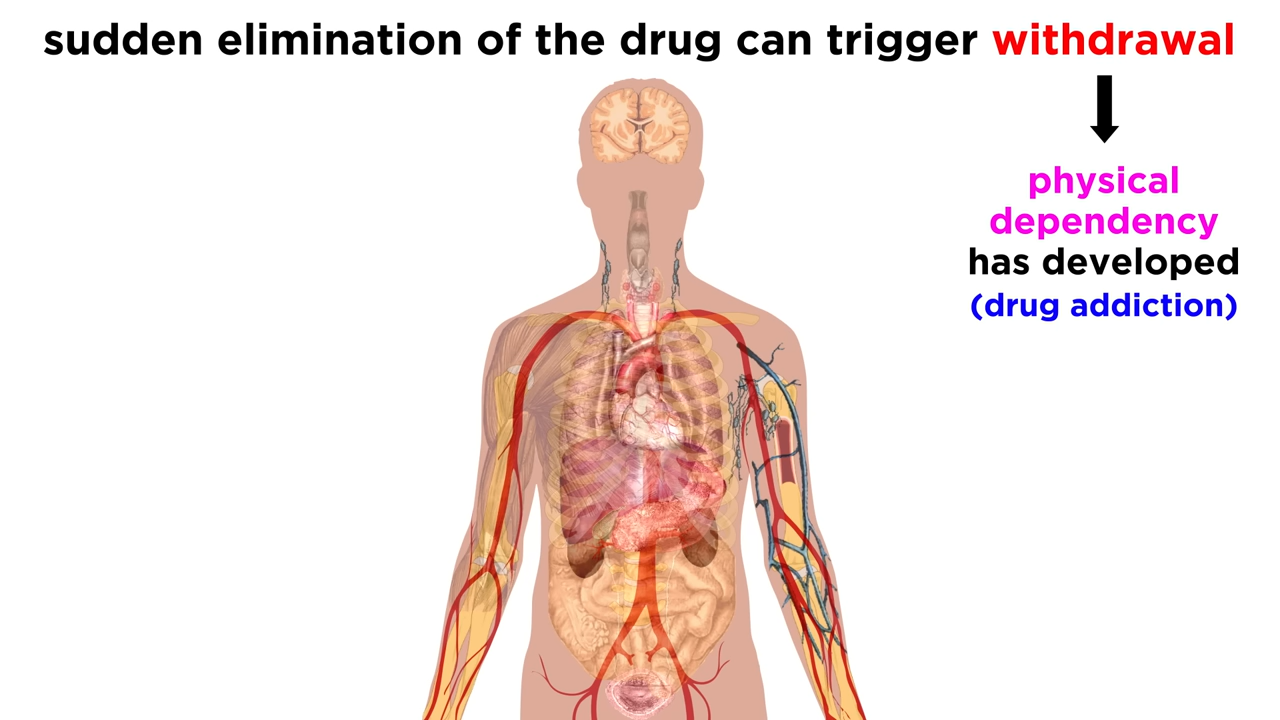 sudden elimination of the drug can trigger withdrawal
physical
dependency
has developed
(drug addiction)